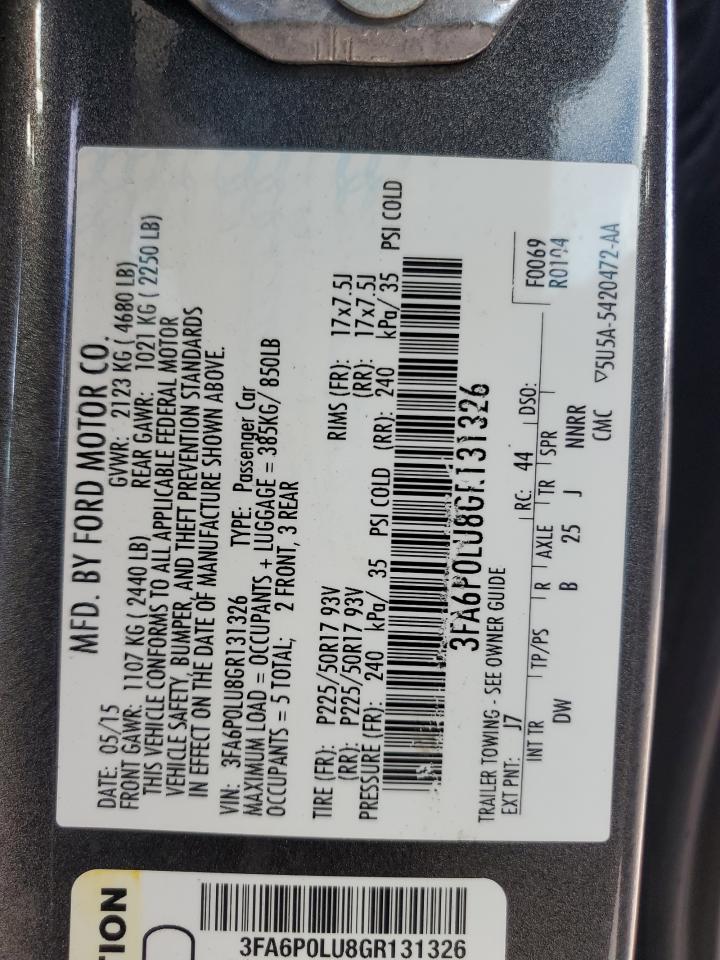 MFD. BY FORD MOTOR CO.
DATE: 05/15 GVWR: 2123 KG ( 4680 LB)
FRONT GAWR: 1107 KG ( 2440 LB) REAR GAWR: 1021 KG ( 2250 LB)
THIS VEHICLE CONFORMS TO ALL APPLICABLE FEDERAL MOTOR
VEHICLE SAFETY, BUMPER, AND THEFT PREVENTION STANDARDS
IN EFFECT ON THE DATE OF MANUFACTURE SHOWN ABOVE.
VIN: 3FA6P0LU8GR131326 TYPE: Passenger Car
MAXIMUM LOAD = OCCUPANTS + LUGGAGE = 385KG/ 850LB
OCCUPANTS = 5 TOTAL, 2 FRONT, 3 REAR
TIRE (FR): P225/50R17 93V RIMS (FR): 17x7.5J
(RR): P225/50R17 93V (RR): 17x7.5J
PRESSURE (FR): 240 kPa/ 35 PSI COLD (RR): 240 kPa/ 35 PSI COLD
3FA6P0LU8GR131326
TRAILER TOWING - SEE OWNER GUIDE
EXT PNT: J7 RC: 44 DSO: F0069
R0104
INT TR TP/PS R AXLE TR SPR
DW B 25 J NNRR
CMC
▽5U5A-5420472-AA
TION
3FA6P0LU8GR131326